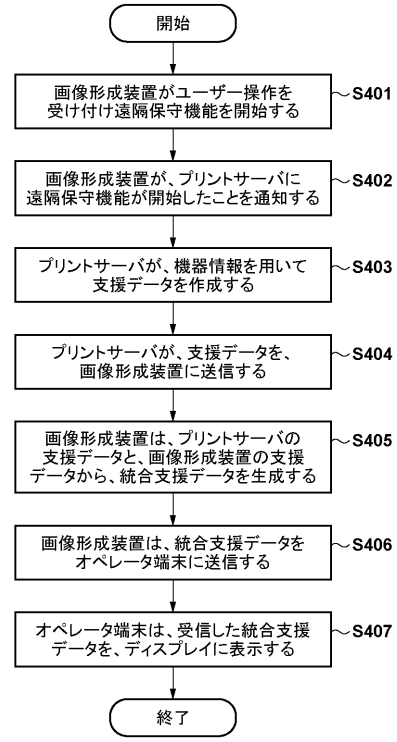 開始
画像形成装置がユーザー操作を
受け付け遠隔保守機能を開始する
S401
画像形成装置が、プリントサーバに
遠隔保守機能が開始したことを通知する
S402
プリントサーバが、機器情報を用いて
支援データを作成する
S403
プリントサーバが、支援データを、
画像形成装置に送信する
S404
画像形成装置は、プリントサーバの
支援データと、画像形成装置の支援
データから、統合支援データを生成する
S405
画像形成装置は、統合支援データを
オペレータ端末に送信する
S406
オペレータ端末は、受信した統合支援
データを、ディスプレイに表示する
S407
終了